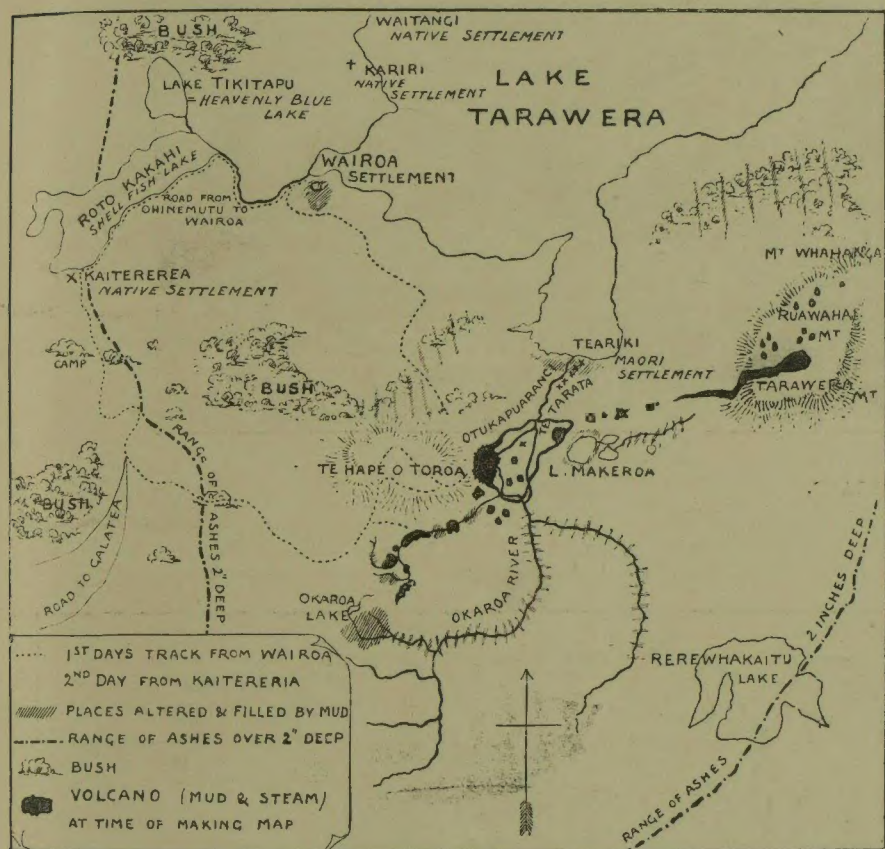 BUSH
WAITANGI
NATIVE SETTLEMENT
LAKE TIKITAPU
= HEAVENLY BLUE
LAKE
KARIRI
NATIVE
SETTLEMENT
LAKE
TARAWERA
WAIROA
SETTLEMENT
ROTO KAKAHI
SHELL FISH LAKE
ROAD FROM
OHINEMUTU TO
WAIROA
X KAITEREREA
NATIVE SETTLEMENT
MT WHAHANGA
RUAWAHA
MT
TARAWERA
MT
TEARIKI
MAORI
SETTLEMENT
CAMP
BUSH
OTUKAPUARANGI
TE TARATA
TE HAPE O TOROA
L. MAKEROA
RANGE OF ASHES 2" DEEP
BUSH
ROAD TO GALATEA
OKAROA RIVER
OKAROA
LAKE
2 INCHES DEEP
REREWHAKAITU
LAKE
RANGE OF ASHES
1ST DAYS TRACK FROM WAIROA
2ND DAY FROM KAITERERIA
PLACES ALTERED & FILLED BY MUD
RANGE OF ASHES OVER 2" DEEP
BUSH
VOLCANO (MUD & STEAM)
AT TIME OF MAKING MAP